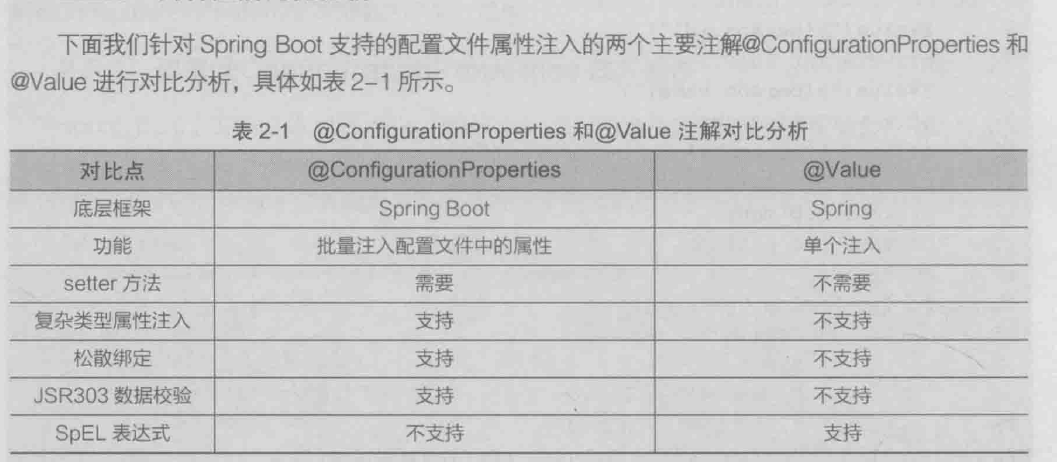 下面我们针对 Spring Boot 支持的配置文件属性注入的两个主要注解@ConfigurationProperties 和
@Value 进行对比分析，具体如表 2-1 所示。
表 2-1 @ConfigurationProperties 和@Value 注解对比分析
对比点 @ConfigurationProperties @Value
底层框架 Spring Boot Spring
功能 批量注入配置文件中的属性 单个注入
setter 方法 需要 不需要
复杂类型属性注入 支持 不支持
松散绑定 支持 不支持
JSR303 数据校验 支持 不支持
SpEL 表达式 不支持 支持